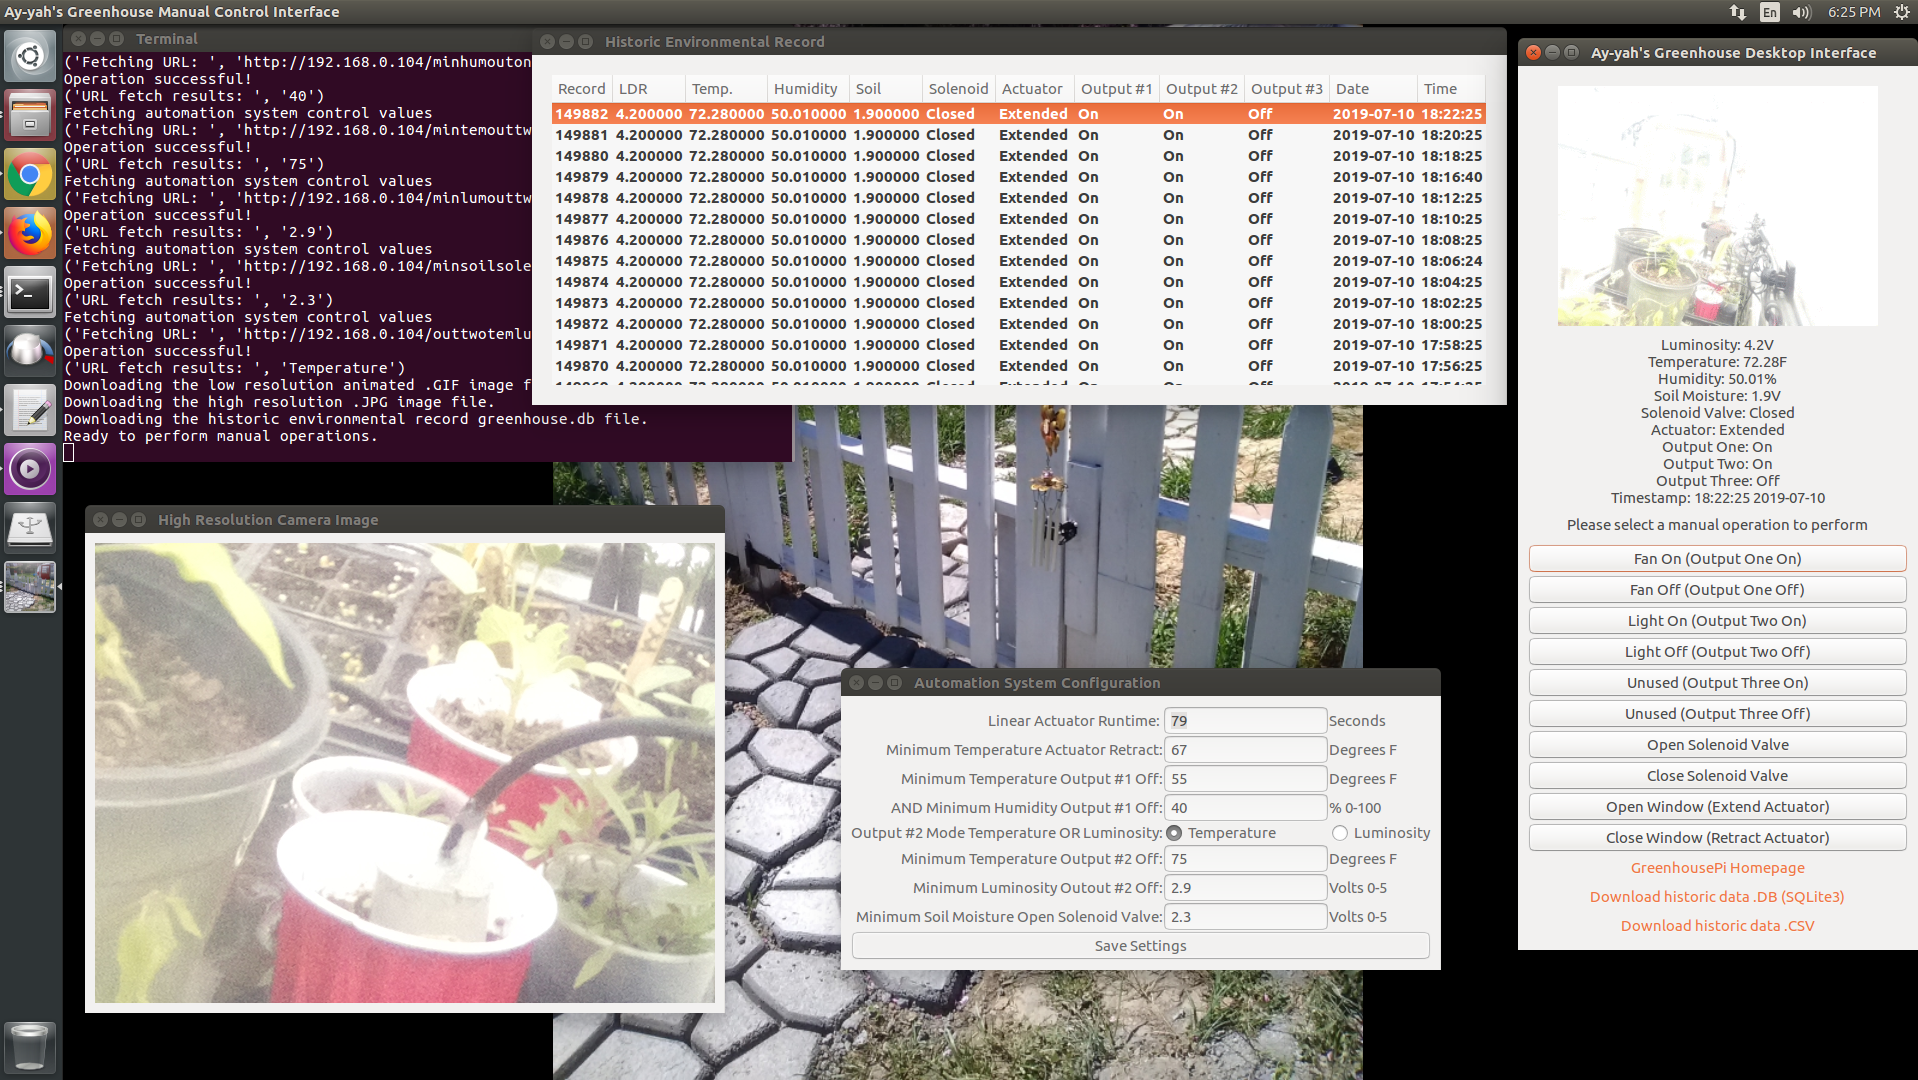 Ay-yah's Greenhouse Manual Control Interface
En
6:25 PM
Terminal
('Fetching URL: ', 'http://192.168.0.104/minhumouton
Operation successful!
('URL fetch results: ', '40')
Fetching automation system control values
('Fetching URL: ', 'http://192.168.0.104/mintemouttw
Operation successful!
('URL fetch results: ', '75')
Fetching automation system control values
('Fetching URL: ', 'http://192.168.0.104/minlumouttw
Operation successful!
('URL fetch results: ', '2.9')
Fetching automation system control values
('Fetching URL: ', 'http://192.168.0.104/minsoilsole
Operation successful!
('URL fetch results: ', '2.3')
Fetching automation system control values
('Fetching URL: ', 'http://192.168.0.104/outtwotemlu
Operation successful!
('URL fetch results: ', 'Temperature')
Downloading the low resolution animated .GIF image f
Downloading the high resolution .JPG image file.
Downloading the historic environmental record greenhouse.db file.
Ready to perform manual operations.
Historic Environmental Record
Record LDR Temp. Humidity Soil Solenoid Actuator Output #1 Output #2 Output #3 Date Time
149882 4.200000 72.280000 50.010000 1.900000 Closed Extended On On Off 2019-07-10 18:22:25
149881 4.200000 72.280000 50.010000 1.900000 Closed Extended On On Off 2019-07-10 18:20:25
149880 4.200000 72.280000 50.010000 1.900000 Closed Extended On On Off 2019-07-10 18:18:25
149879 4.200000 72.280000 50.010000 1.900000 Closed Extended On On Off 2019-07-10 18:16:40
149878 4.200000 72.280000 50.010000 1.900000 Closed Extended On On Off 2019-07-10 18:12:25
149877 4.200000 72.280000 50.010000 1.900000 Closed Extended On On Off 2019-07-10 18:10:25
149876 4.200000 72.280000 50.010000 1.900000 Closed Extended On On Off 2019-07-10 18:08:25
149875 4.200000 72.280000 50.010000 1.900000 Closed Extended On On Off 2019-07-10 18:06:24
149874 4.200000 72.280000 50.010000 1.900000 Closed Extended On On Off 2019-07-10 18:04:25
149873 4.200000 72.280000 50.010000 1.900000 Closed Extended On On Off 2019-07-10 18:02:25
149872 4.200000 72.280000 50.010000 1.900000 Closed Extended On On Off 2019-07-10 18:00:25
149871 4.200000 72.280000 50.010000 1.900000 Closed Extended On On Off 2019-07-10 17:58:25
149870 4.200000 72.280000 50.010000 1.900000 Closed Extended On On Off 2019-07-10 17:56:25
High Resolution Camera Image
Automation System Configuration
Linear Actuator Runtime: 79 Seconds
Minimum Temperature Actuator Retract: 67 Degrees F
Minimum Temperature Output #1 Off: 55 Degrees F
AND Minimum Humidity Output #1 Off: 40 % 0-100
Output #2 Mode Temperature OR Luminosity: Temperature Luminosity
Minimum Temperature Output #2 Off: 75 Degrees F
Minimum Luminosity Outout #2 Off: 2.9 Volts 0-5
Minimum Soil Moisture Open Solenoid Valve: 2.3 Volts 0-5
Save Settings
Ay-yah's Greenhouse Desktop Interface
Luminosity: 4.2V
Temperature: 72.28F
Humidity: 50.01%
Soil Moisture: 1.9V
Solenoid Valve: Closed
Actuator: Extended
Output One: On
Output Two: On
Output Three: Off
Timestamp: 18:22:25 2019-07-10
Please select a manual operation to perform
Fan On (Output One On)
Fan Off (Output One Off)
Light On (Output Two On)
Light Off (Output Two Off)
Unused (Output Three On)
Unused (Output Three Off)
Open Solenoid Valve
Close Solenoid Valve
Open Window (Extend Actuator)
Close Window (Retract Actuator)
GreenhousePi Homepage
Download historic data .DB (SQLite3)
Download historic data .CSV